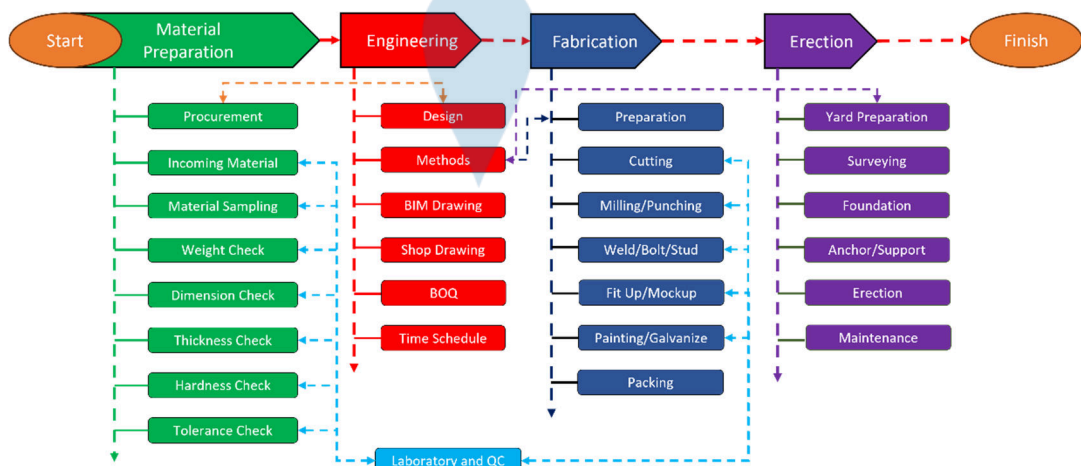 Start
Material
Preparation
Engineering
Fabrication
Erection
Finish
Procurement
Incoming Material
Material Sampling
Weight Check
Dimension Check
Thickness Check
Hardness Check
Tolerance Check
Design
Methods
BIM Drawing
Shop Drawing
BOQ
Time Schedule
Preparation
Cutting
Milling/Punching
Weld/Bolt/Stud
Fit Up/Mockup
Painting/Galvanize
Packing
Yard Preparation
Surveying
Foundation
Anchor/Support
Erection
Maintenance
Laboratory and QC